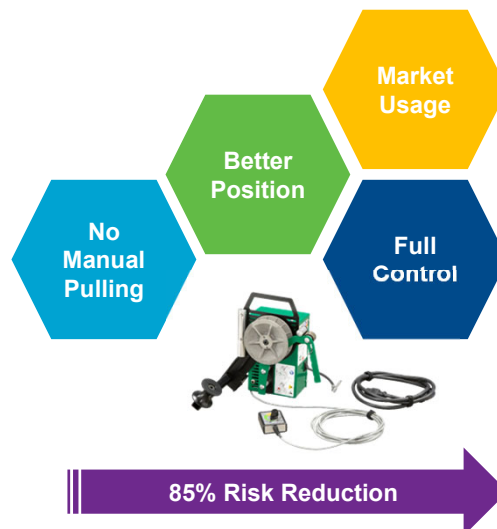 Market
Usage
Better
Position
No
Manual
Pulling
Full
Control
85% Risk Reduction